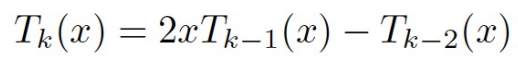 T_k(x) = 2xT_{k−1}(x) − T_{k−2}(x)